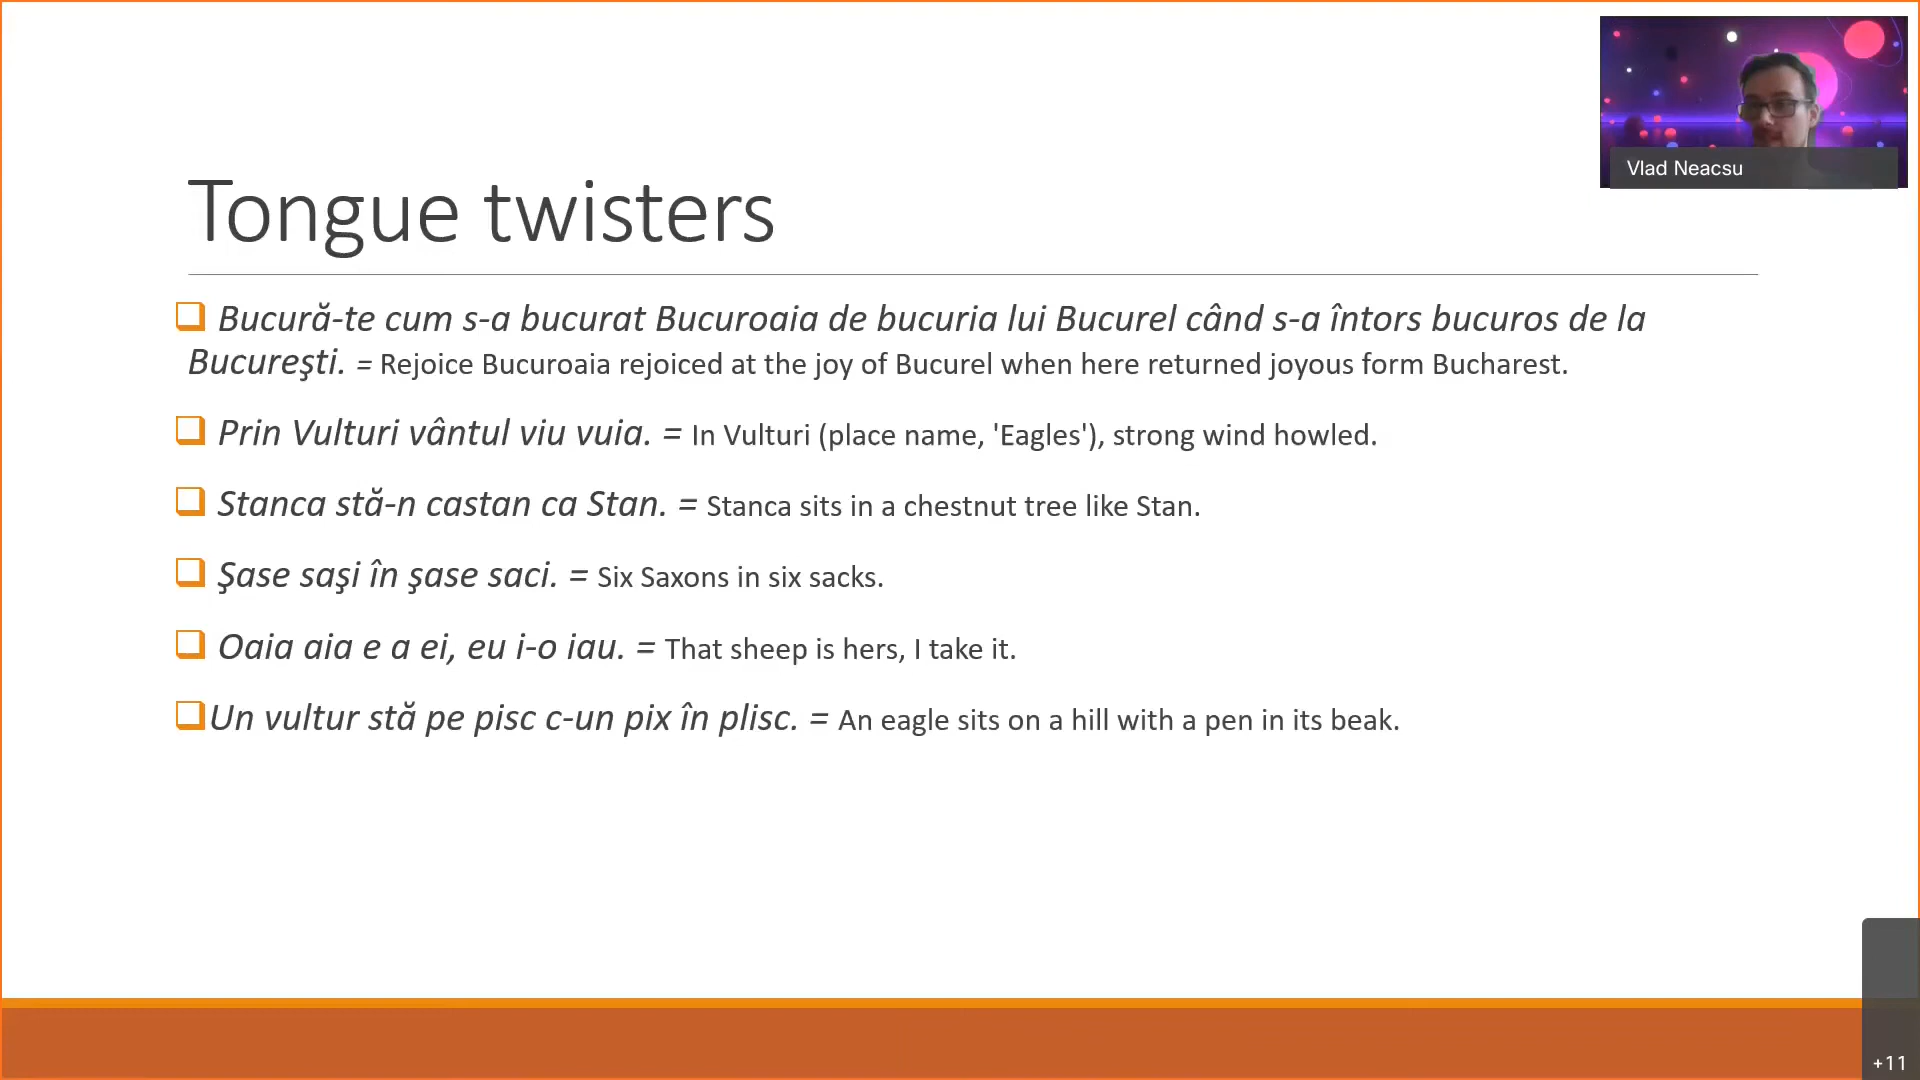 Vlad Neacsu
Tongue twisters
Bucură-te cum s-a bucurat Bucuroaia de bucuria lui Bucurel când s-a întors bucuros de la
Bucureşti. = Rejoice Bucuroaia rejoiced at the joy of Bucurel when here returned joyous form Bucharest.
Prin Vulturi vântul viu vuia. = In Vulturi (place name, 'Eagles'), strong wind howled.
Stanca stă-n castan ca Stan. = Stanca sits in a chestnut tree like Stan.
Şase saşi în şase saci. = Six Saxons in six sacks.
Oaia aia e a ei, eu i-o iau. = That sheep is hers, I take it.
Un vultur stă pe pisc c-un pix în plisc. = An eagle sits on a hill with a pen in its beak.
+11